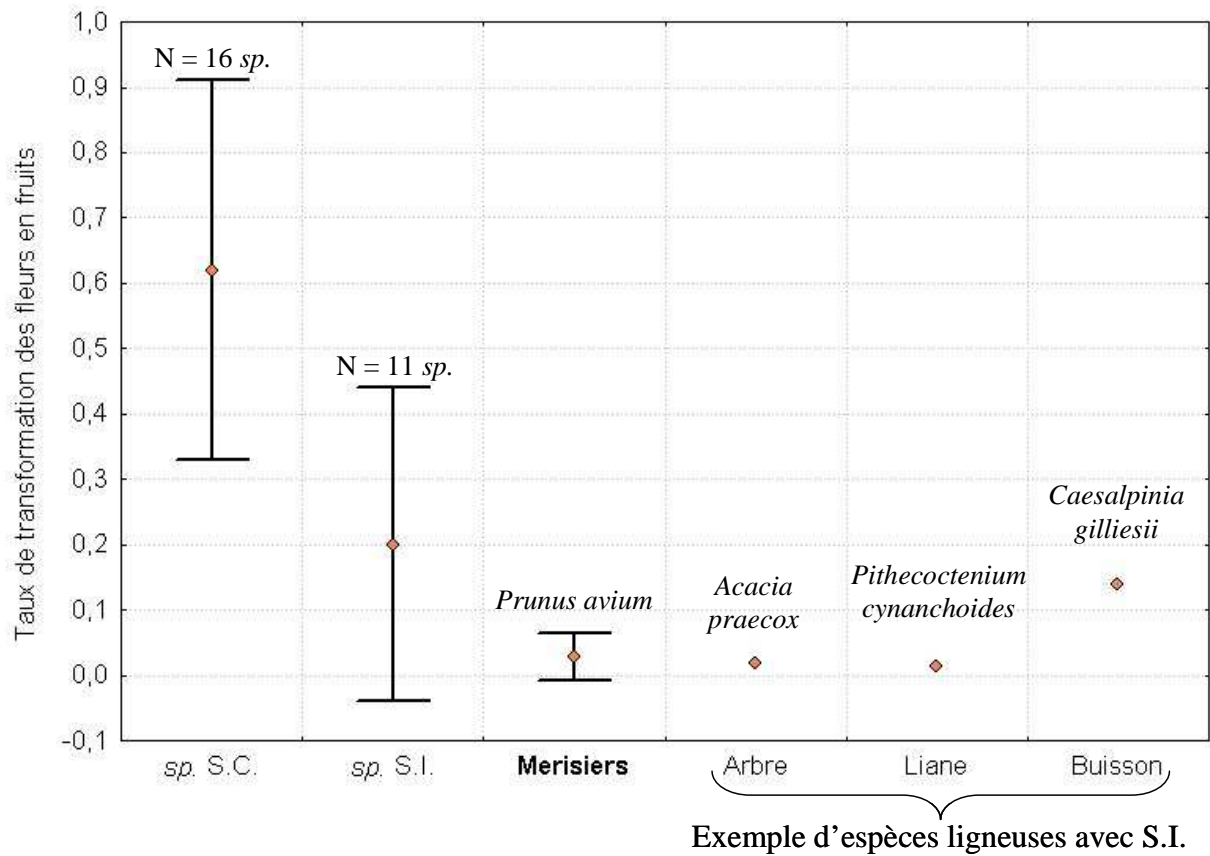 Taux de transformation des fleurs en fruits
1,0
0,9
0,8
0,7
0,6
0,5
0,4
0,3
0,2
0,1
0,0
-0,1
N = 16 sp.
N = 11 sp.
Prunus avium
Acacia
praecox
Pithecoctenium
cynanchoides
Caesalpinia
gilliesii
sp. S.C.
sp. S.I.
Merisiers
Arbre
Liane
Buisson
Exemple d'espèces ligneuses avec S.I.